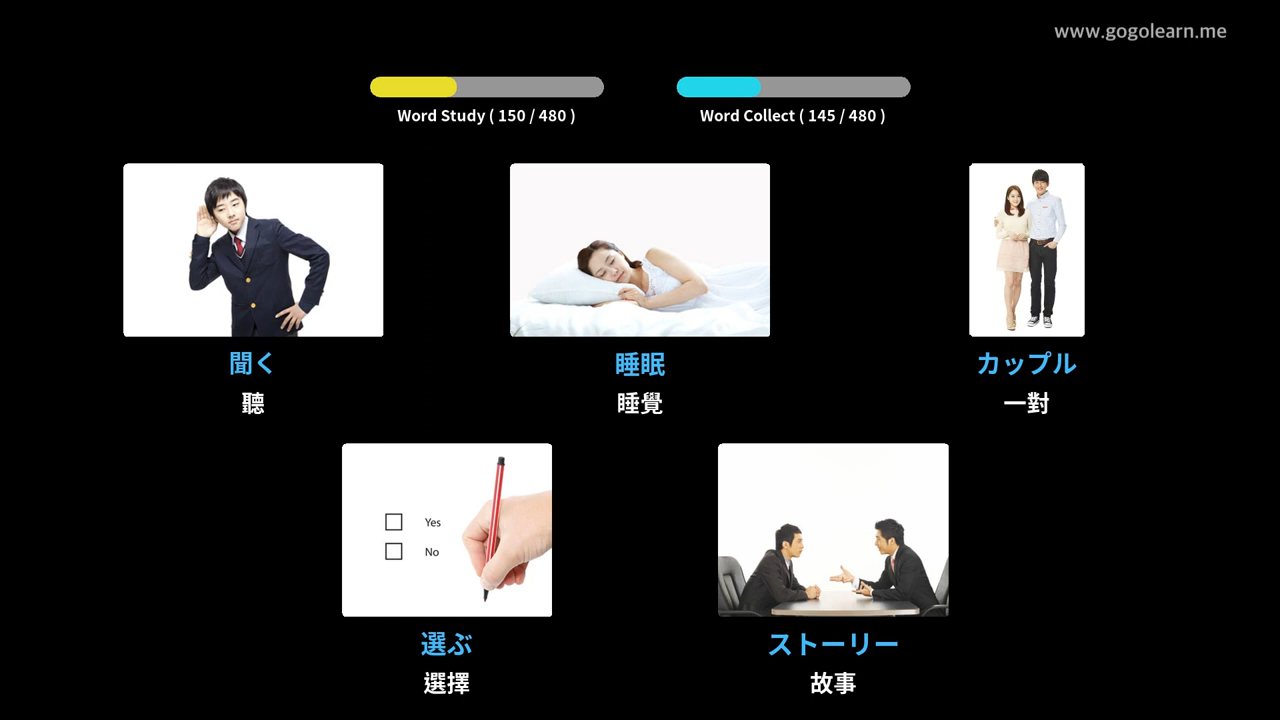 www.gogolearn.me
Word Study ( 150 / 480 )
Word Collect ( 145 / 480 )
聞く
睡眠
カップル
聽
睡覺
一對
Yes
No
選ぶ
ストーリー
選擇
故事